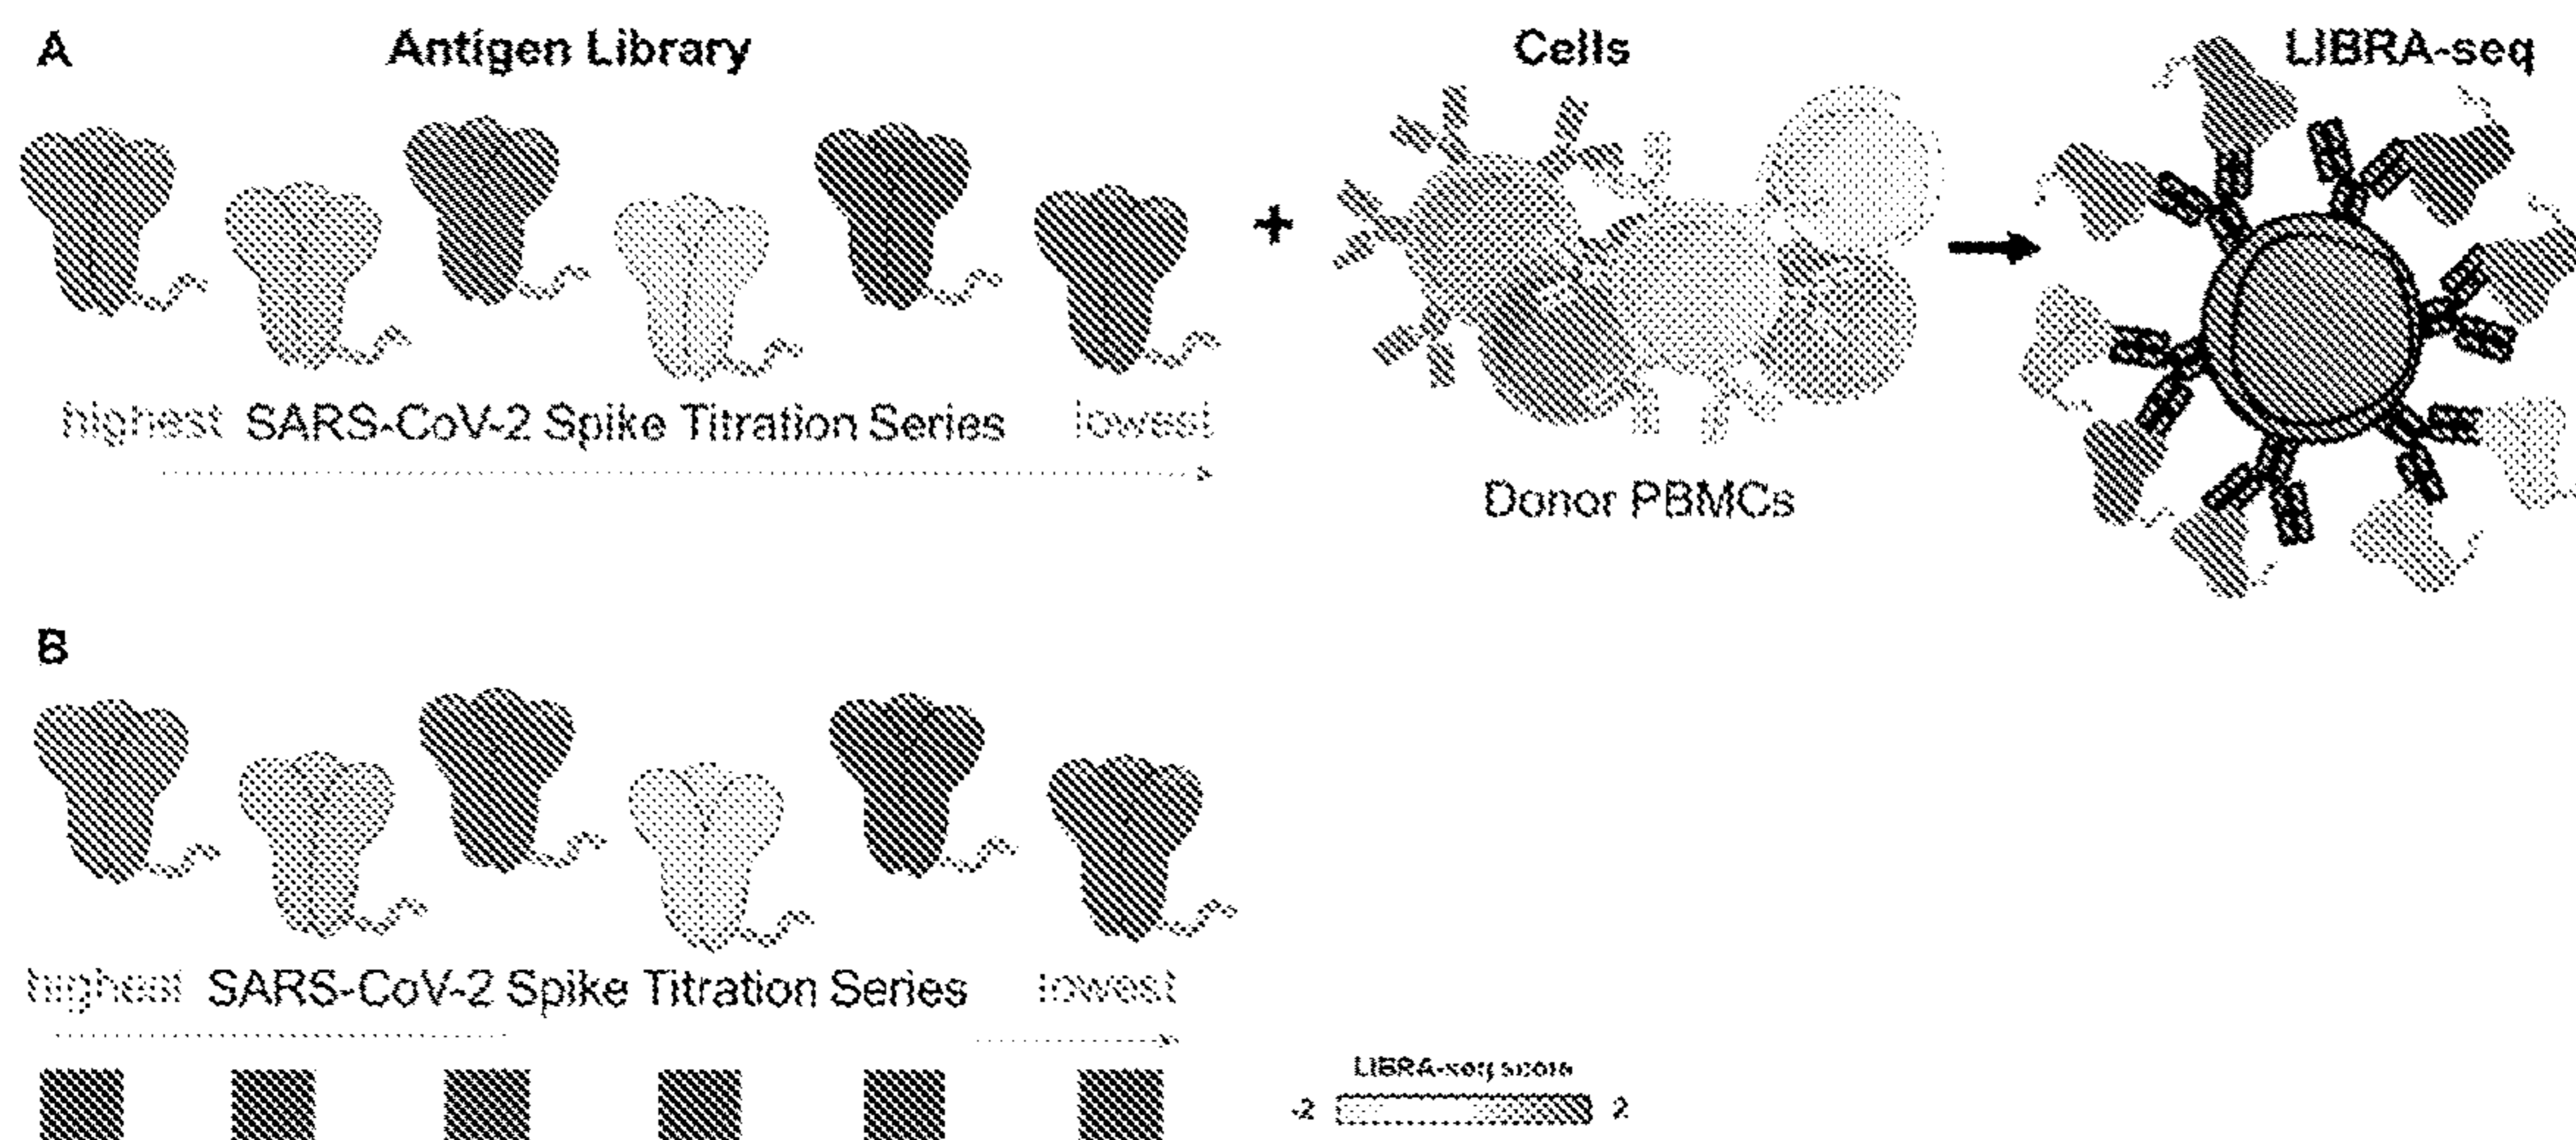 A Antigen Library Cells LIBRA-seq
+
highest SARS-CoV-2 Spike Titration Series lowest
Donor PBMCs
B
highest SARS-CoV-2 Spike Titration Series lowest
LIBRA-seq score
-2 2